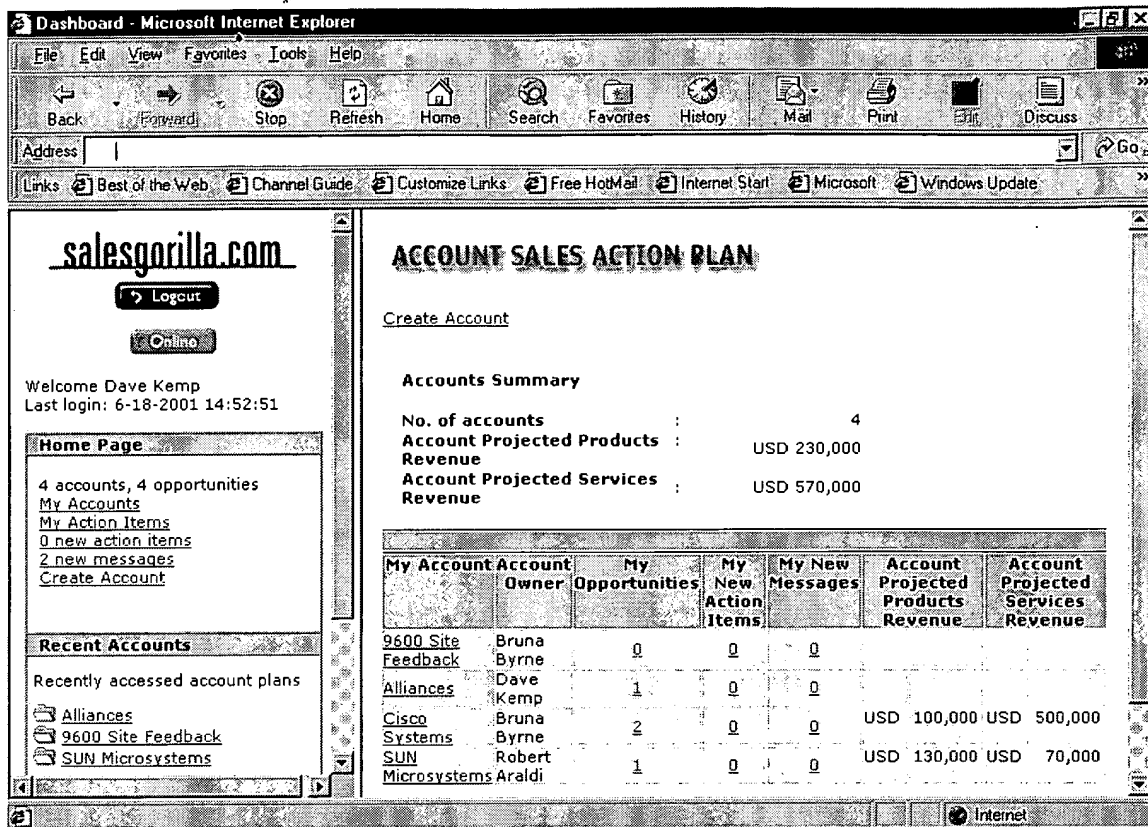 Dashboard - Microsoft Internet Explorer
File Edit View Favorites Tools Help
Back Forward Stop Refresh Home Search Favorites History Mail Print Edit Discuss
Address Go
Links Best of the Web Channel Guide Customize Links Free HotMail Internet Start Microsoft Windows Update
salesgorilla.com
Logout
Online
Welcome Dave Kemp
Last login: 6-18-2001 14:52:51
Home Page
4 accounts, 4 opportunities
My Accounts
My Action Items
0 new action items
2 new messages
Create Account
Recent Accounts
Recently accessed account plans
Alliances
9600 Site Feedback
SUN Microsystems
ACCOUNT SALES ACTION PLAN
Create Account
Accounts Summary
No. of accounts : 4
Account Projected Products : USD 230,000
Revenue
Account Projected Services : USD 570,000
Revenue
My Account Account My My My New Account Account
Owner Opportunities New Messages Projected Projected
Action Products Services
Items Revenue Revenue
9600 Site Bruna 0 0 0
Feedback Byrne
Alliances Dave 1 0 0
Kemp
Cisco Bruna 2 0 0 USD 100,000 USD 500,000
Systems Byrne
SUN Robert 1 0 0 USD 130,000 USD 70,000
Microsystems Araldi
Internet